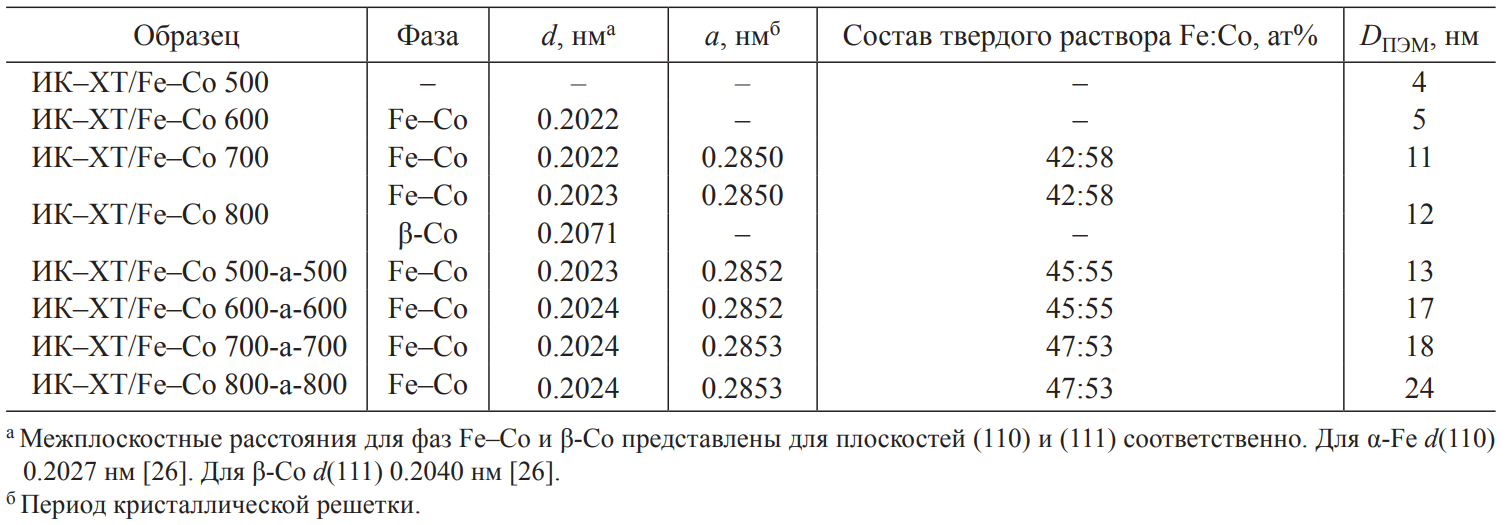 Образец Фаза d, нмᵃ a, нмᵇ Состав твердого раствора Fe:Co, ат% DПЭМ, нм
ИК–ХТ/Fe–Co 500 – – – – 4
ИК–ХТ/Fe–Co 600 Fe–Co 0.2022 – – 5
ИК–ХТ/Fe–Co 700 Fe–Co 0.2022 0.2850 42:58 11
ИК–ХТ/Fe–Co 800 Fe–Co 0.2023 0.2850 42:58 12
β-Co 0.2071 – –
ИК–ХТ/Fe–Co 500-а-500 Fe–Co 0.2023 0.2852 45:55 13
ИК–ХТ/Fe–Co 600-а-600 Fe–Co 0.2024 0.2852 45:55 17
ИК–ХТ/Fe–Co 700-а-700 Fe–Co 0.2024 0.2853 47:53 18
ИК–ХТ/Fe–Co 800-а-800 Fe–Co 0.2024 0.2853 47:53 24
а Межплоскостные расстояния для фаз Fe–Co и β-Co представлены для плоскостей (110) и (111) соответственно. Для α-Fe d(110)
0.2027 нм [26]. Для β-Co d(111) 0.2040 нм [26].
б Период кристаллической решетки.